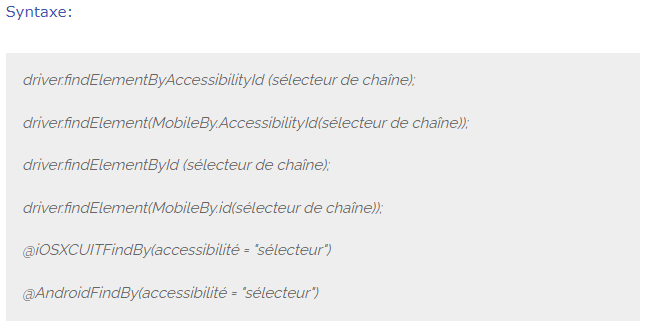 Syntaxe:
driver.findElementByAccessibilityId (sélecteur de chaîne);
driver.findElement(MobileBy.AccessibilityId(sélecteur de chaîne));
driver.findElementById (sélecteur de chaîne);
driver.findElement(MobileBy.id(sélecteur de chaîne));
@iOSXCUITFindBy(accessibilité = "sélecteur")
@AndroidFindBy(accessibilité = "sélecteur")